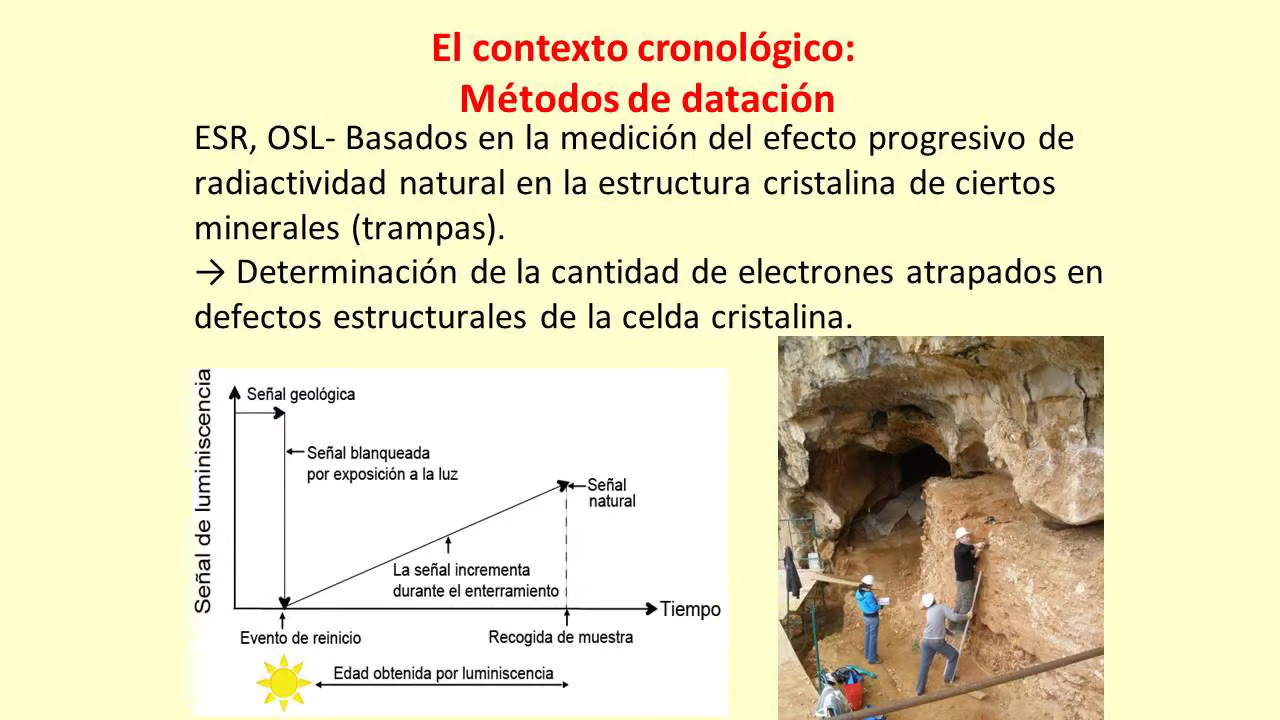 El contexto cronológico:
Métodos de datación
ESR, OSL- Basados en la medición del efecto progresivo de
radiactividad natural en la estructura cristalina de ciertos
minerales (trampas).
→ Determinación de la cantidad de electrones atrapados en
defectos estructurales de la celda cristalina.
Señal de luminiscencia
Señal geológica
Señal blanqueada
por exposición a la luz
Señal
natural
La señal incrementa
durante el enterramiento
Tiempo
Evento de reinicio
Recogida de muestra
Edad obtenida por luminiscencia